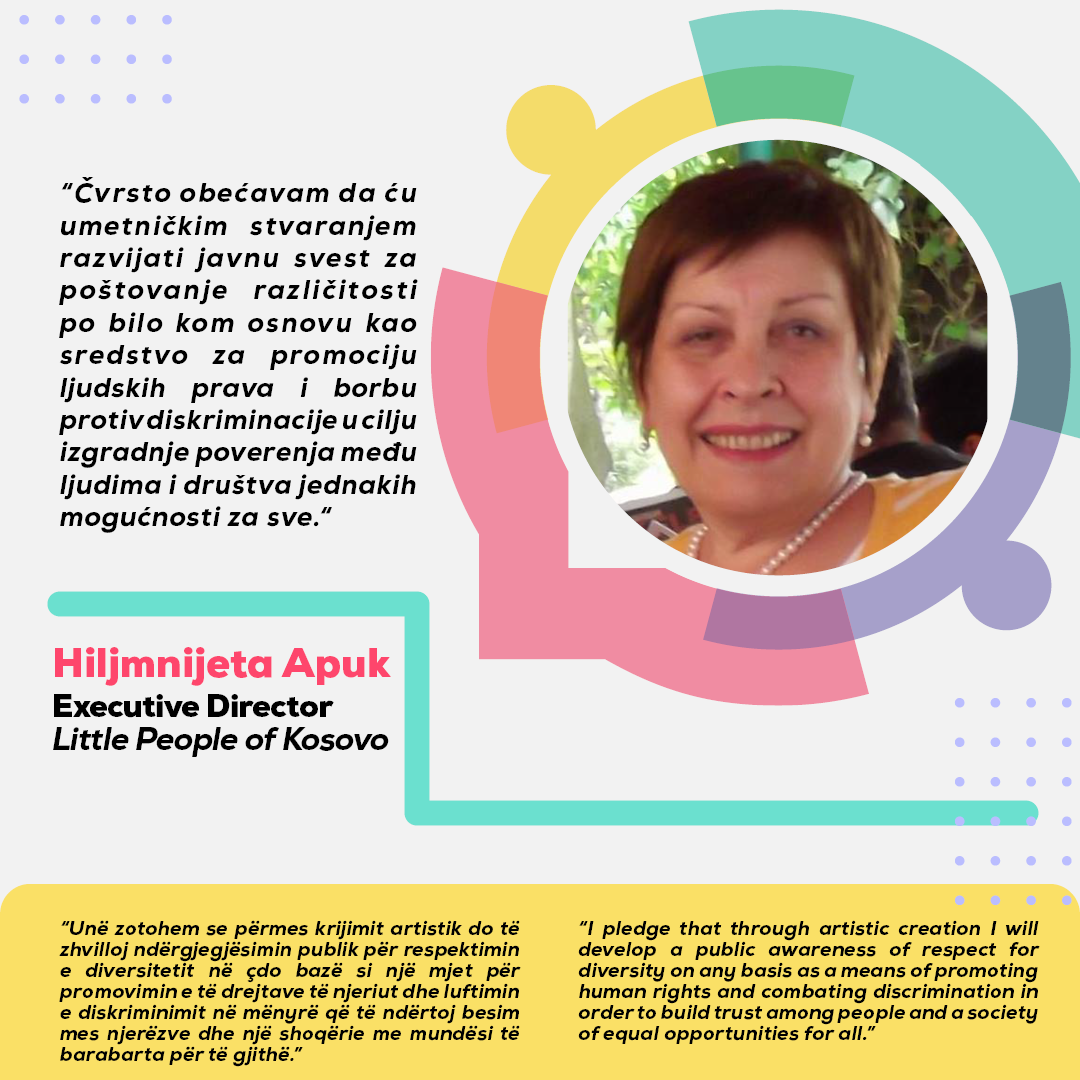 “Čvrsto obećavam da ću
umetničkim stvaranjem
razvijati javnu svest za
poštovanje različitosti
po bilo kom osnovu kao
sredstvo za promociju
ljudskih prava i borbu
protiv diskriminacije u cilju
izgradnje poverenja među
ljudima i društva jednakih
mogućnosti za sve.“
Hiljmnijeta Apuk
Executive Director
Little People of Kosovo
“Unë zotohem se përmes krijimit artistik do të
zhvilloj ndërgjegjësimin publik për respektimin
e diversitetit në çdo bazë si një mjet për
promovimin e të drejtave të njeriut dhe luftimin
e diskriminimit në mënyrë që të ndërtoj besim
mes njerëzve dhe një shoqërie me mundësi të
barabarta për të gjithë.”
“I pledge that through artistic creation I will
develop a public awareness of respect for
diversity on any basis as a means of promoting
human rights and combating discrimination in
order to build trust among people and a society
of equal opportunities for all.”